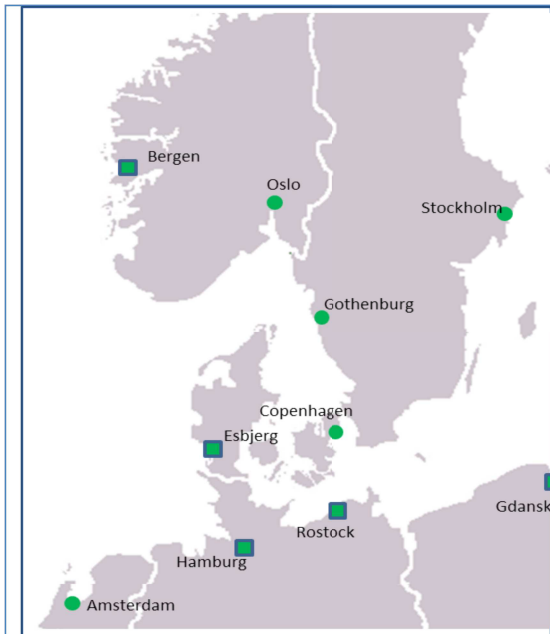 Bergen
Oslo
Stockholm
Gothenburg
Copenhagen
Esbjerg
Gdansk
Rostock
Hamburg
Amsterdam